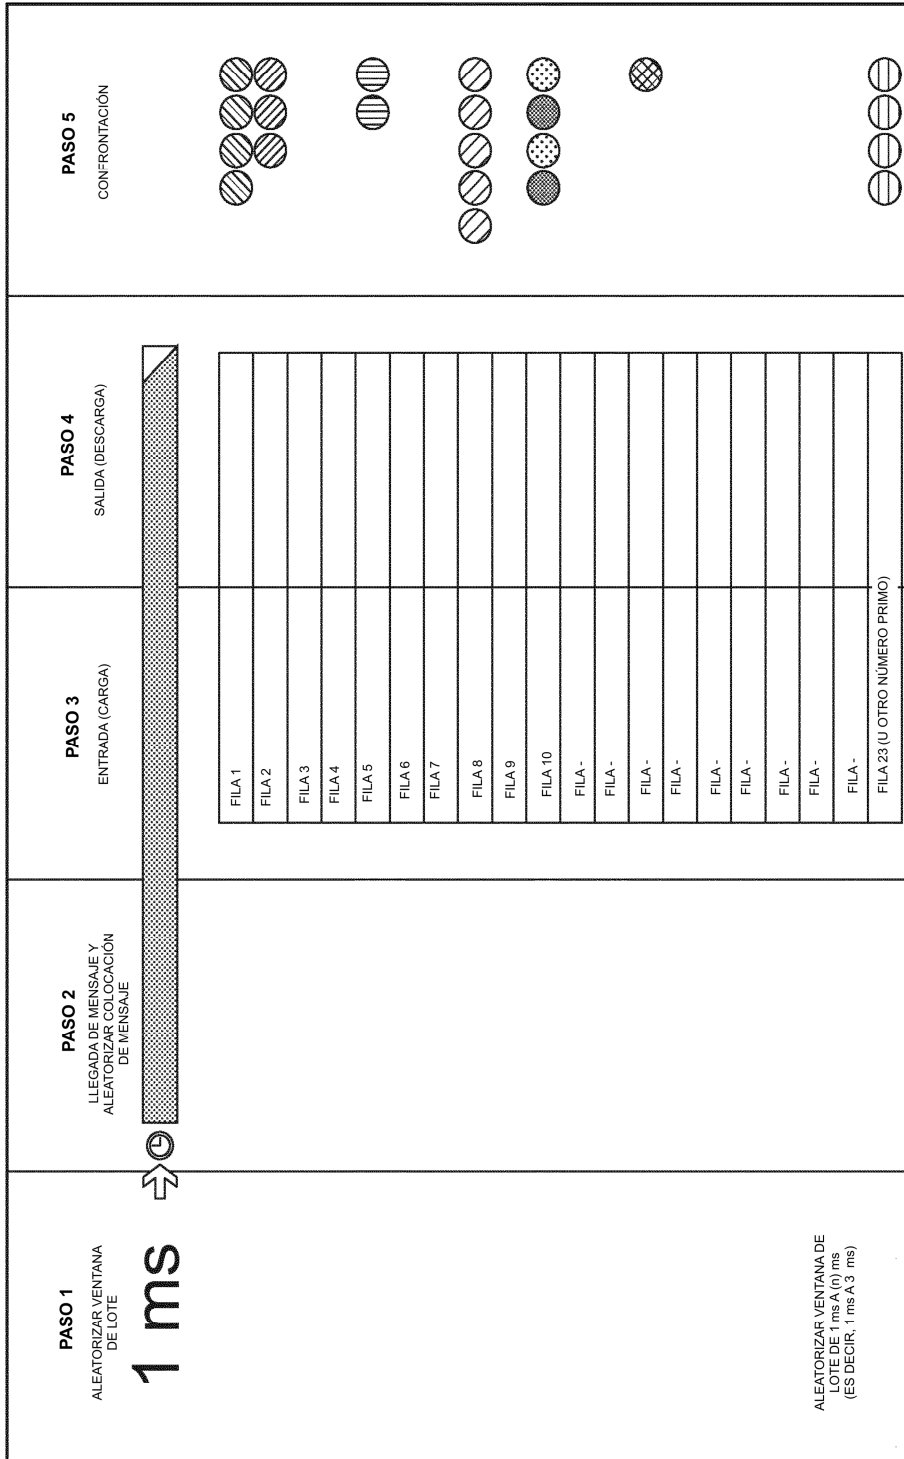 PASO 1
ALEATORIZAR VENTANA
DE LOTE
1 ms
ALEATORIZAR VENTANA DE
LOTE DE 1 ms A (n) ms
(ES DECIR, 1 ms A 3 ms)
PASO 2
LLEGADA DE MENSAJE Y
ALEATORIZAR COLOCACIÓN
DE MENSAJE
PASO 3
ENTRADA (CARGA)
PASO 4
SALIDA (DESCARGA)
FILA 1
FILA 2
FILA 3
FILA 4
FILA 5
FILA 6
FILA 7
FILA 8
FILA 9
FILA 10
FILA -
FILA -
FILA -
FILA -
FILA -
FILA -
FILA -
FILA -
FILA -
FILA 23 (U OTRO NÚMERO PRIMO)
PASO 5
CONFRONTACIÓN